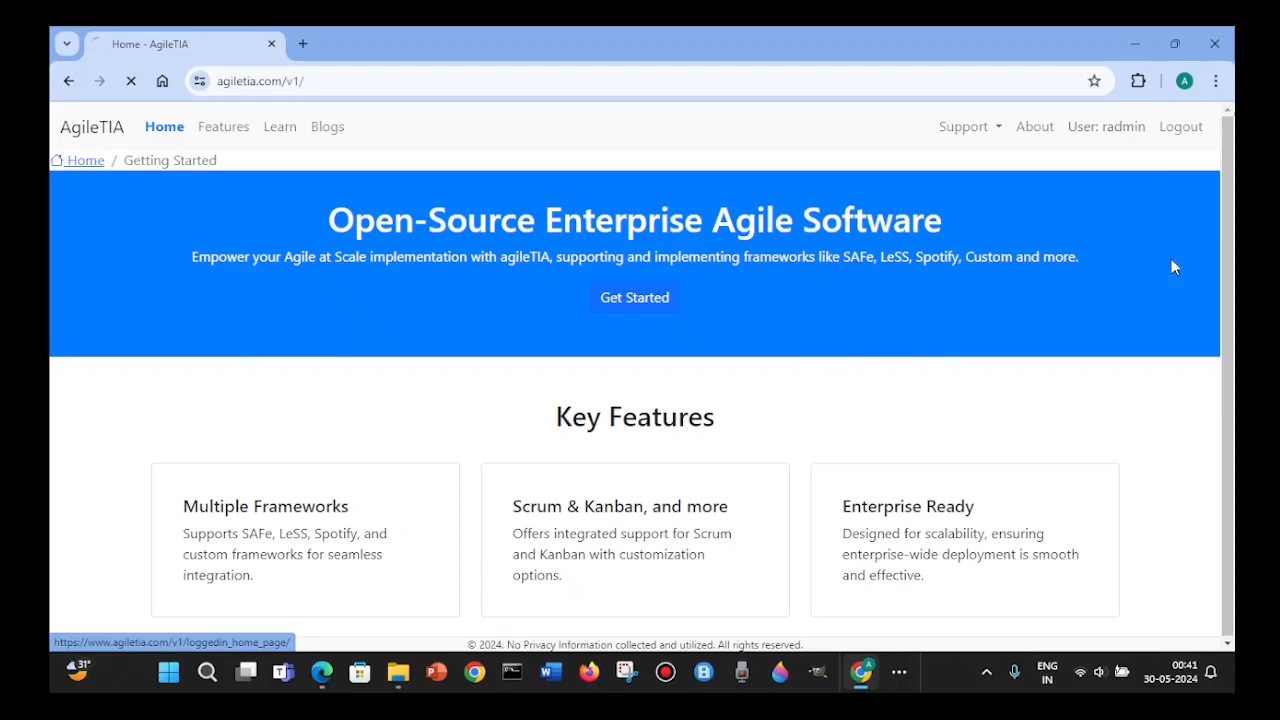 Home - AgileTIA
agiletia.com/v1/
A
AgileTIA Home Features Learn Blogs Support About User: radmin Logout
Home / Getting Started
Open-Source Enterprise Agile Software
Empower your Agile at Scale implementation with agileTIA, supporting and implementing frameworks like SAFe, LeSS, Spotify, Custom and more.
Get Started
Key Features
Multiple Frameworks
Supports SAFe, LeSS, Spotify, and
custom frameworks for seamless
integration.
Scrum & Kanban, and more
Offers integrated support for Scrum
and Kanban with customization
options.
Enterprise Ready
Designed for scalability, ensuring
enterprise-wide deployment is smooth
and effective.
https://www.agiletia.com/v1/loggedin_home_page/
© 2024. No Privacy Information collected and utilized. All rights reserved.
31°
ENG
IN
00:41
30-05-2024